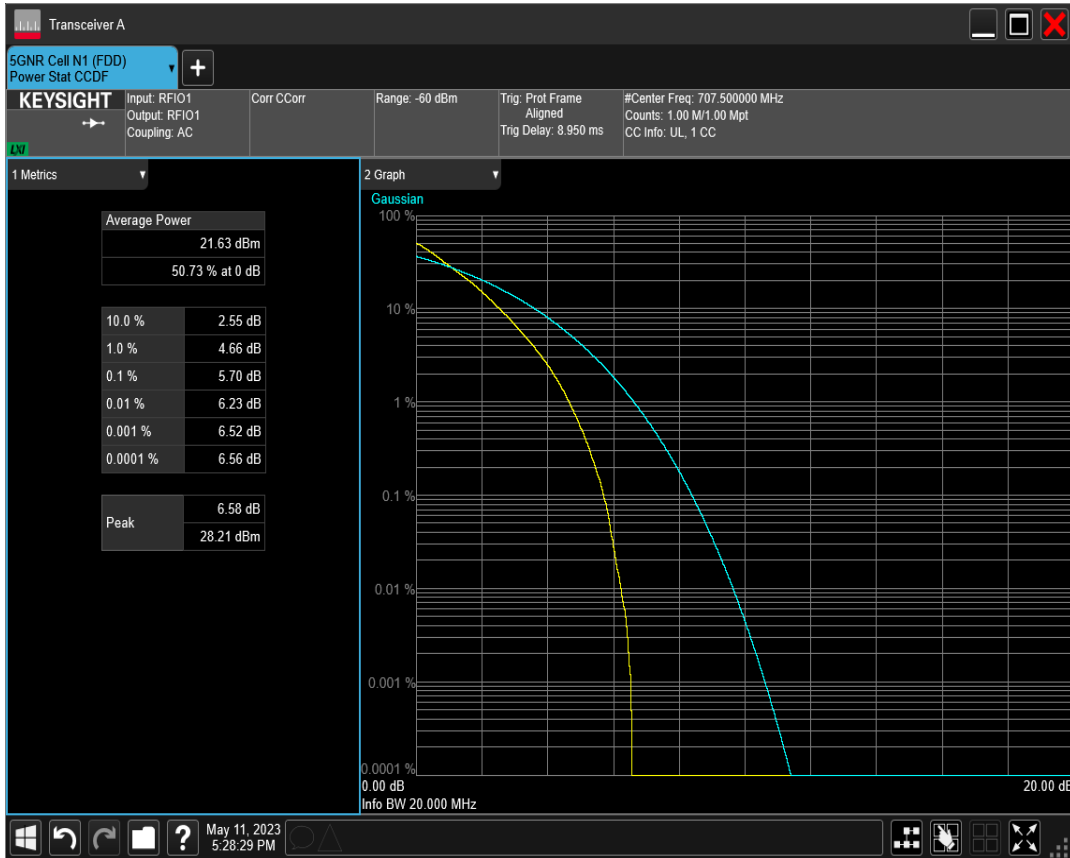 Transceiver A
5GNR Cell N1 (FDD)
Power Stat CCDF
+
KEYSIGHT
LXI
Input: RFIO1
Output: RFIO1
Coupling: AC
Corr CCorr
Range: -60 dBm
Trig: Prot Frame
Aligned
Trig Delay: 8.950 ms
#Center Freq: 707.500000 MHz
Counts: 1.00 M/1.00 Mpt
CC Info: UL, 1 CC
1 Metrics
Average Power
21.63 dBm
50.73 % at 0 dB
10.0 % 2.55 dB
1.0 % 4.66 dB
0.1 % 5.70 dB
0.01 % 6.23 dB
0.001 % 6.52 dB
0.0001 % 6.56 dB
Peak 6.58 dB
28.21 dBm
2 Graph
Gaussian
100 %
10 %
1 %
0.1 %
0.01 %
0.001 %
0.0001 %
0.00 dB 20.00 dB
Info BW 20.000 MHz
?
May 11, 2023
5:28:29 PM